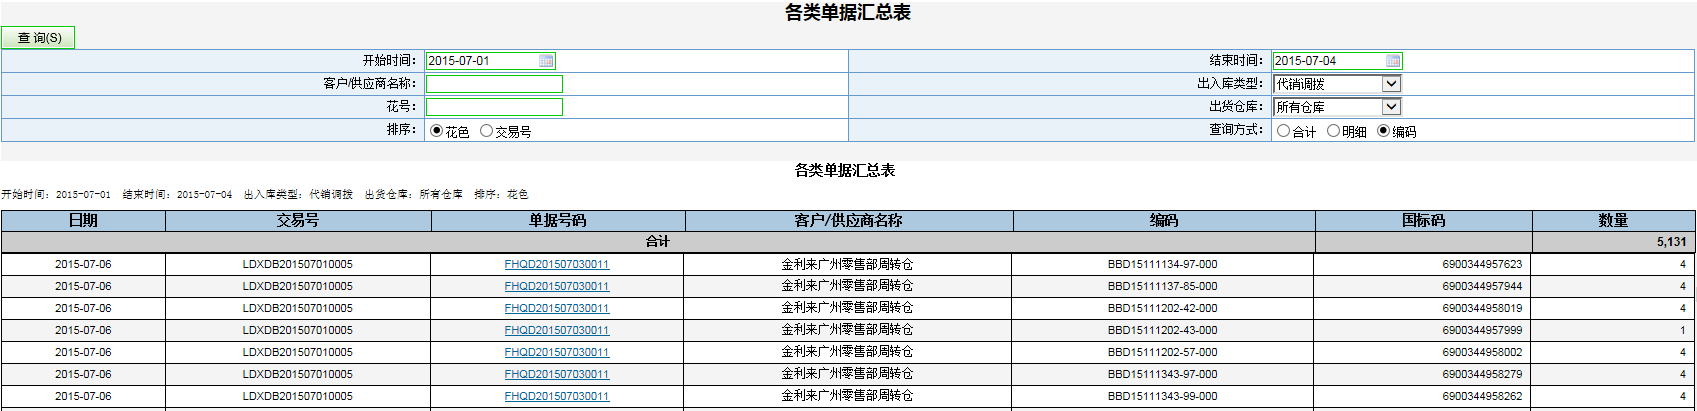 各类单据汇总表
查 询(S)
开始时间： 2015-07-01 结束时间： 2015-07-04
客户/供应商名称： 出入库类型： 代销调拨
花号： 出货仓库： 所有仓库
排序： 花色 交易号 查询方式： 合计 明细 编码
各类单据汇总表
开始时间：2015-07-01 结束时间：2015-07-04 出入库类型：代销调拨 出货仓库：所有仓库 排序：花色
日期 交易号 单据号码 客户/供应商名称 编码 国际码 数量
合计 5,131
2015-07-06 LDXDB201507010005 FHQD201507030011 金利来广州零售部周转仓 BBD15111134-97-000 6900344957623 4
2015-07-06 LDXDB201507010005 FHQD201507030011 金利来广州零售部周转仓 BBD15111137-85-000 6900344957944 4
2015-07-06 LDXDB201507010005 FHQD201507030011 金利来广州零售部周转仓 BBD15111202-42-000 6900344958019 4
2015-07-06 LDXDB201507010005 FHQD201507030011 金利来广州零售部周转仓 BBD15111202-43-000 6900344957999 1
2015-07-06 LDXDB201507010005 FHQD201507030011 金利来广州零售部周转仓 BBD15111202-57-000 6900344958002 4
2015-07-06 LDXDB201507010005 FHQD201507030011 金利来广州零售部周转仓 BBD15111343-97-000 6900344958279 4
2015-07-06 LDXDB201507010005 FHQD201507030011 金利来广州零售部周转仓 BBD15111343-99-000 6900344958262 4